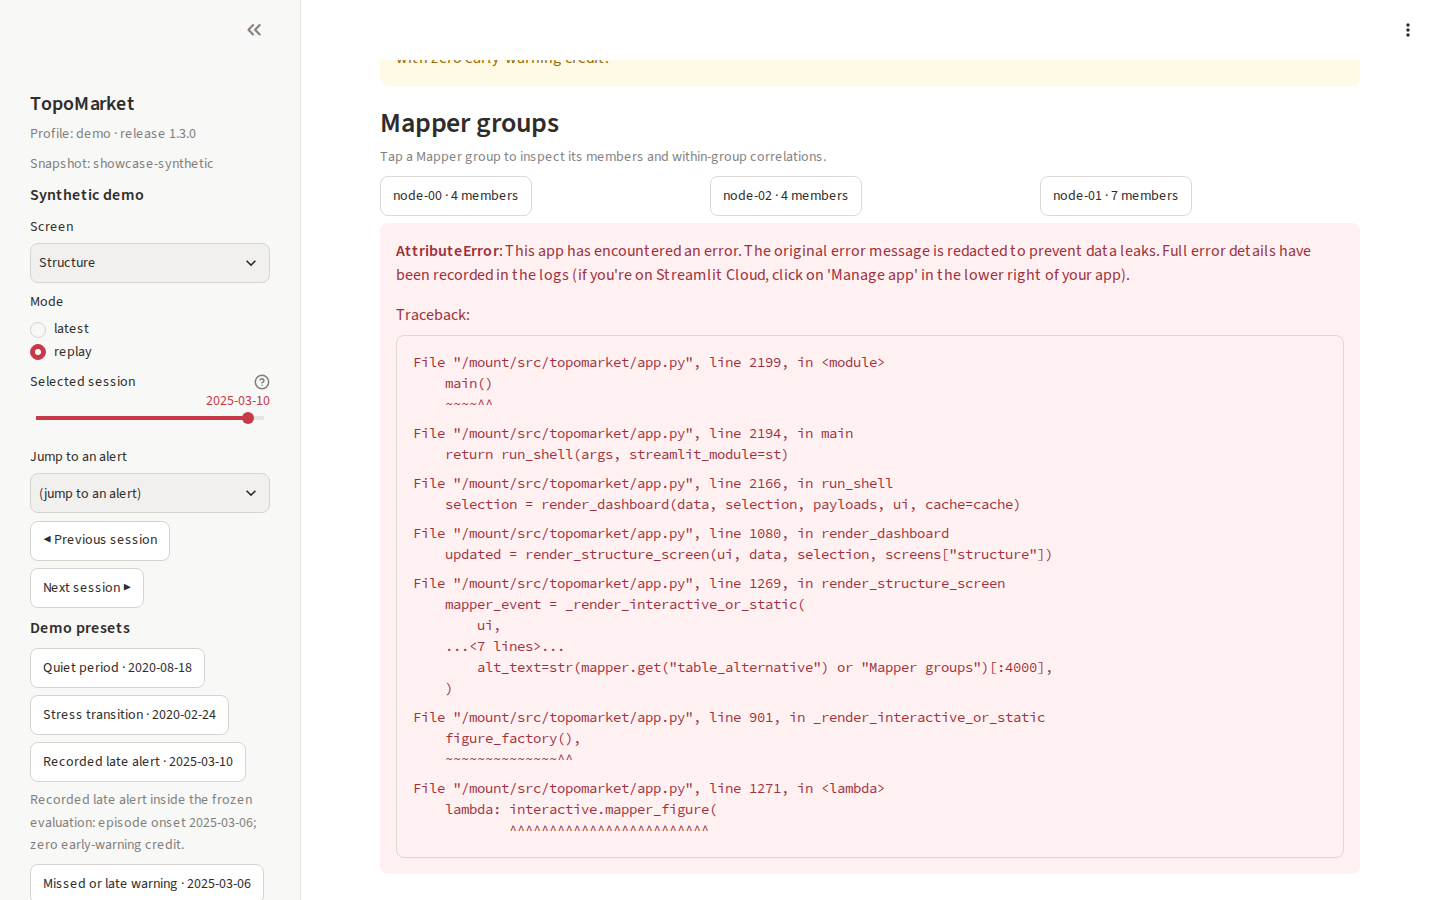 TopoMarket
Profile: demo · release 1.3.0
Snapshot: showcase-synthetic
Synthetic demo
Screen
Structure
Mode
latest
replay
Selected session
2025-03-10
Jump to an alert
(jump to an alert)
◂ Previous session
Next session ▸
Demo presets
Quiet period · 2020-08-18
Stress transition · 2020-02-24
Recorded late alert · 2025-03-10
Recorded late alert inside the frozen
evaluation: episode onset 2025-03-06;
zero early-warning credit.
Missed or late warning · 2025-03-06
with zero early-warning credit.
Mapper groups
Tap a Mapper group to inspect its members and within-group correlations.
node-00 · 4 members
node-02 · 4 members
node-01 · 7 members
AttributeError: This app has encountered an error. The original error message is redacted to prevent data leaks. Full error details have
been recorded in the logs (if you're on Streamlit Cloud, click on 'Manage app' in the lower right of your app).
Traceback:
File "/mount/src/topomarket/app.py", line 2199, in <module>
    main()
    ~~~~^^
File "/mount/src/topomarket/app.py", line 2194, in main
    return run_shell(args, streamlit_module=st)
File "/mount/src/topomarket/app.py", line 2166, in run_shell
    selection = render_dashboard(data, selection, payloads, ui, cache=cache)
File "/mount/src/topomarket/app.py", line 1080, in render_dashboard
    updated = render_structure_screen(ui, data, selection, screens["structure"])
File "/mount/src/topomarket/app.py", line 1269, in render_structure_screen
    mapper_event = _render_interactive_or_static(
        ui,
    ...<7 lines>...
        alt_text=str(mapper.get("table_alternative") or "Mapper groups")[:4000],
    )
File "/mount/src/topomarket/app.py", line 901, in _render_interactive_or_static
    figure_factory(),
    ~~~~~~~~~~~~~~^^
File "/mount/src/topomarket/app.py", line 1271, in <lambda>
    lambda: interactive.mapper_figure(
            ^^^^^^^^^^^^^^^^^^^^^^^^^